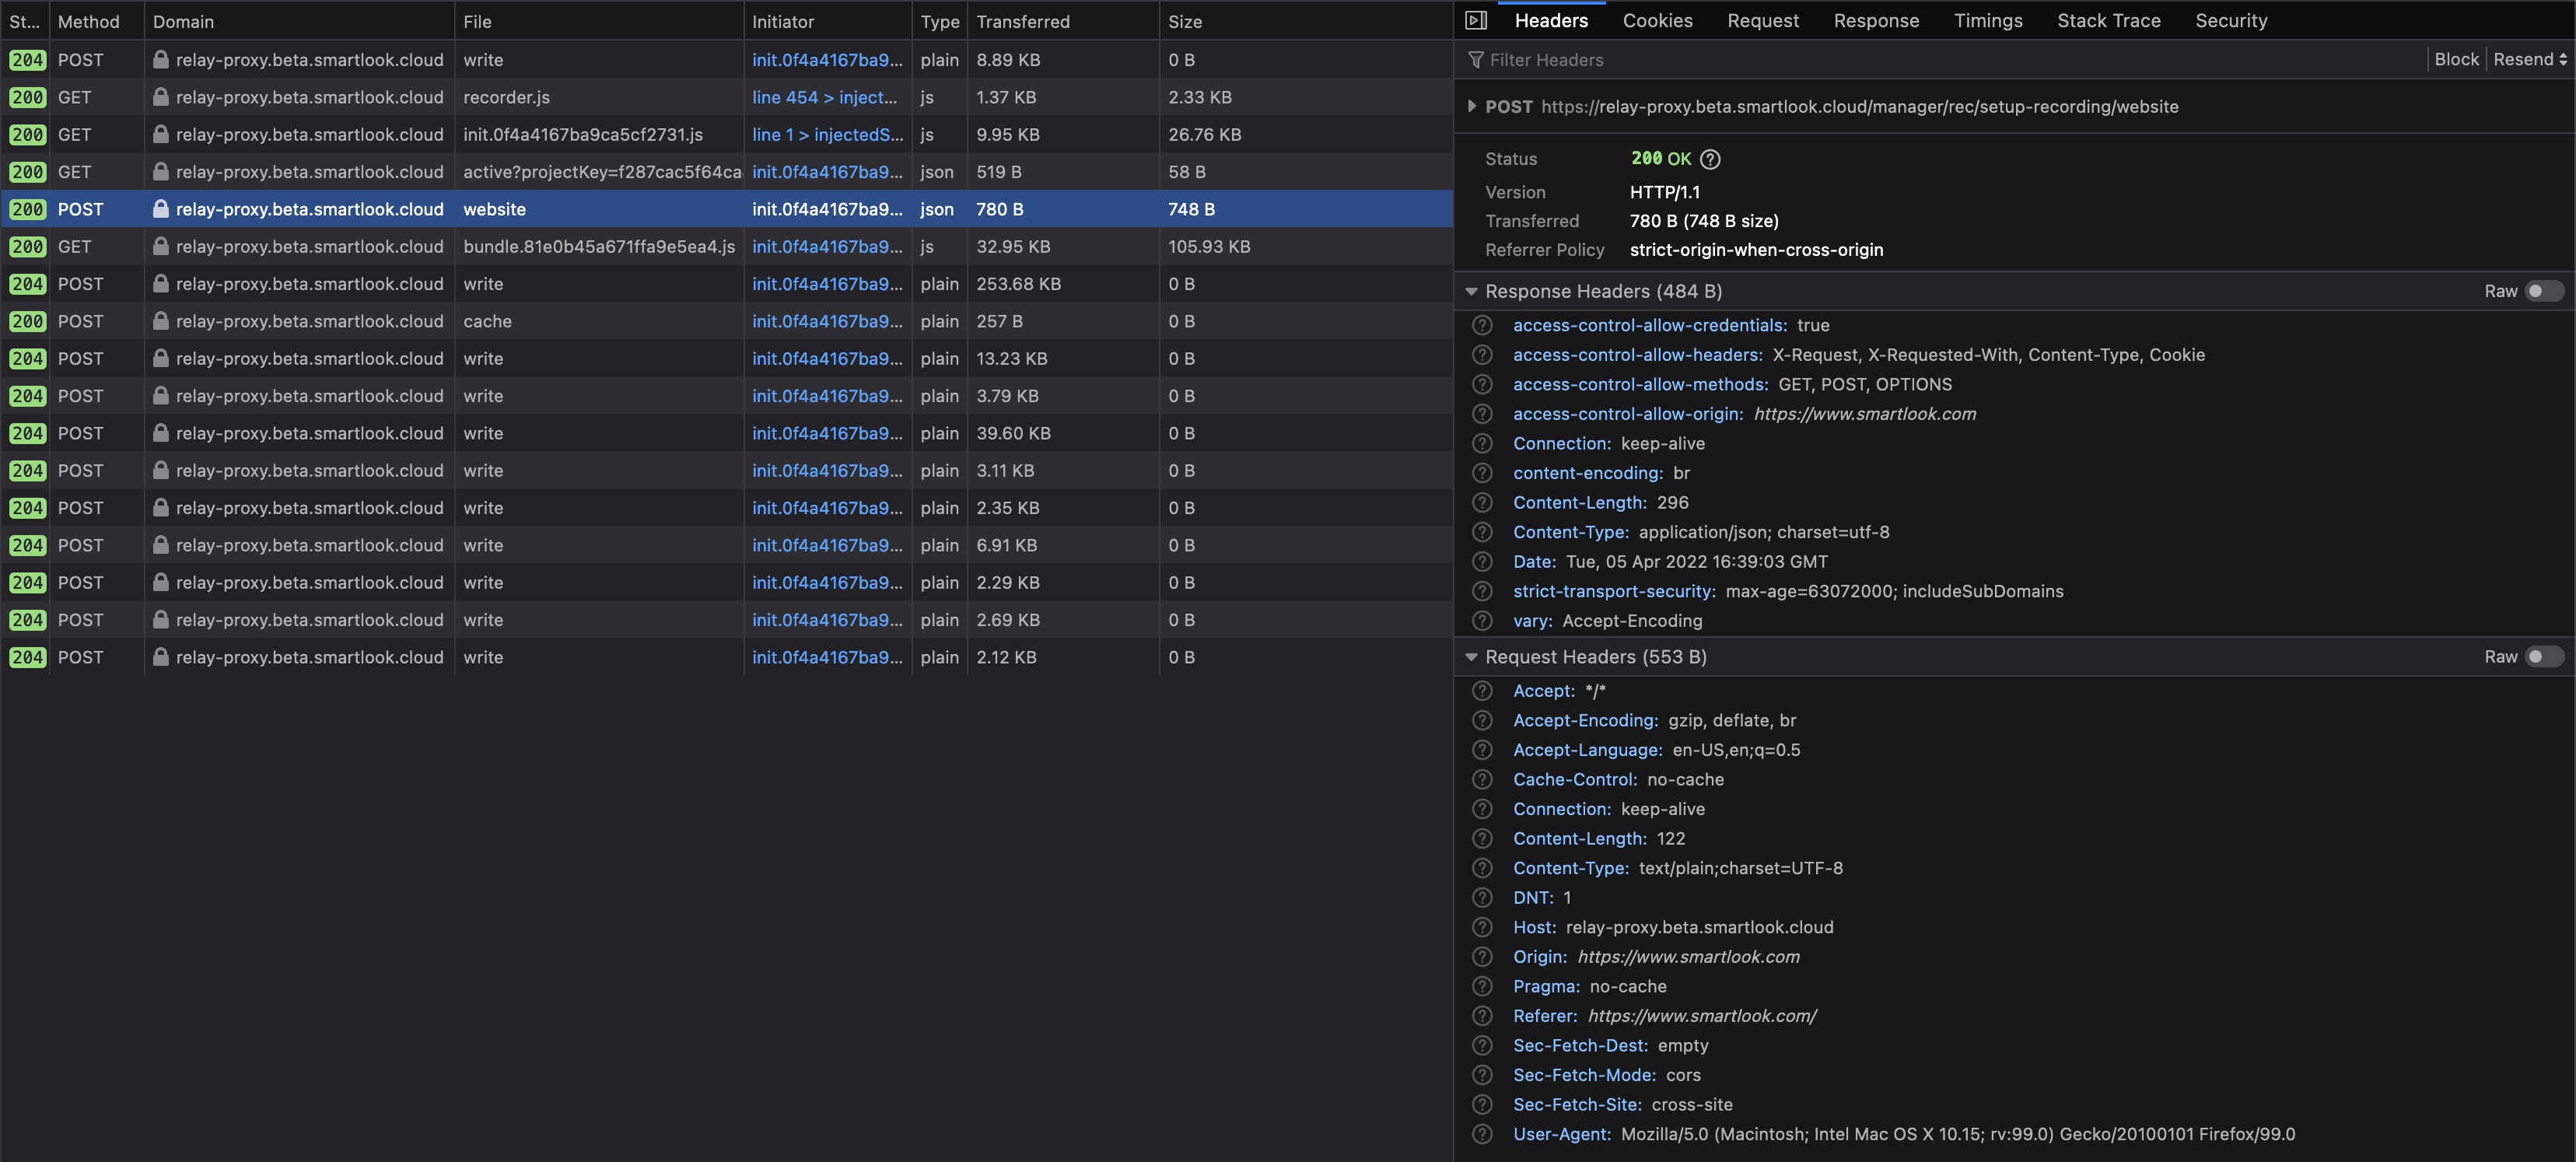 St... Method Domain File Initiator Type Transferred Size
204 POST relay-proxy.beta.smartlook.cloud write init.0f4a4167ba9... plain 8.89 KB 0 B
200 GET relay-proxy.beta.smartlook.cloud recorder.js line 454 > inject... js 1.37 KB 2.33 KB
200 GET relay-proxy.beta.smartlook.cloud init.0f4a4167ba9ca5cf2731.js line 1 > injectedS... js 9.95 KB 26.76 KB
200 GET relay-proxy.beta.smartlook.cloud active?projectKey=f287cac5f64ca init.0f4a4167ba9... json 519 B 58 B
200 POST relay-proxy.beta.smartlook.cloud website init.0f4a4167ba9... json 780 B 748 B
200 GET relay-proxy.beta.smartlook.cloud bundle.81e0b45a671ffa9e5ea4.js init.0f4a4167ba9... js 32.95 KB 105.93 KB
204 POST relay-proxy.beta.smartlook.cloud write init.0f4a4167ba9... plain 253.68 KB 0 B
200 POST relay-proxy.beta.smartlook.cloud cache init.0f4a4167ba9... plain 257 B 0 B
204 POST relay-proxy.beta.smartlook.cloud write init.0f4a4167ba9... plain 13.23 KB 0 B
204 POST relay-proxy.beta.smartlook.cloud write init.0f4a4167ba9... plain 3.79 KB 0 B
204 POST relay-proxy.beta.smartlook.cloud write init.0f4a4167ba9... plain 39.60 KB 0 B
204 POST relay-proxy.beta.smartlook.cloud write init.0f4a4167ba9... plain 3.11 KB 0 B
204 POST relay-proxy.beta.smartlook.cloud write init.0f4a4167ba9... plain 2.35 KB 0 B
204 POST relay-proxy.beta.smartlook.cloud write init.0f4a4167ba9... plain 6.91 KB 0 B
204 POST relay-proxy.beta.smartlook.cloud write init.0f4a4167ba9... plain 2.29 KB 0 B
204 POST relay-proxy.beta.smartlook.cloud write init.0f4a4167ba9... plain 2.69 KB 0 B
204 POST relay-proxy.beta.smartlook.cloud write init.0f4a4167ba9... plain 2.12 KB 0 B
Headers Cookies Request Response Timings Stack Trace Security
Filter Headers Block Resend
POST https://relay-proxy.beta.smartlook.cloud/manager/rec/setup-recording/website
Status 200 OK ?
Version HTTP/1.1
Transferred 780 B (748 B size)
Referrer Policy strict-origin-when-cross-origin
Response Headers (484 B) Raw
? access-control-allow-credentials: true
? access-control-allow-headers: X-Request, X-Requested-With, Content-Type, Cookie
? access-control-allow-methods: GET, POST, OPTIONS
? access-control-allow-origin: https://www.smartlook.com
? Connection: keep-alive
? content-encoding: br
? Content-Length: 296
? Content-Type: application/json; charset=utf-8
? Date: Tue, 05 Apr 2022 16:39:03 GMT
? strict-transport-security: max-age=63072000; includeSubDomains
? vary: Accept-Encoding
Request Headers (553 B) Raw
? Accept: */*
? Accept-Encoding: gzip, deflate, br
? Accept-Language: en-US,en;q=0.5
? Cache-Control: no-cache
? Connection: keep-alive
? Content-Length: 122
? Content-Type: text/plain;charset=UTF-8
? DNT: 1
? Host: relay-proxy.beta.smartlook.cloud
? Origin: https://www.smartlook.com
? Pragma: no-cache
? Referer: https://www.smartlook.com/
? Sec-Fetch-Dest: empty
? Sec-Fetch-Mode: cors
? Sec-Fetch-Site: cross-site
? User-Agent: Mozilla/5.0 (Macintosh; Intel Mac OS X 10.15; rv:99.0) Gecko/20100101 Firefox/99.0